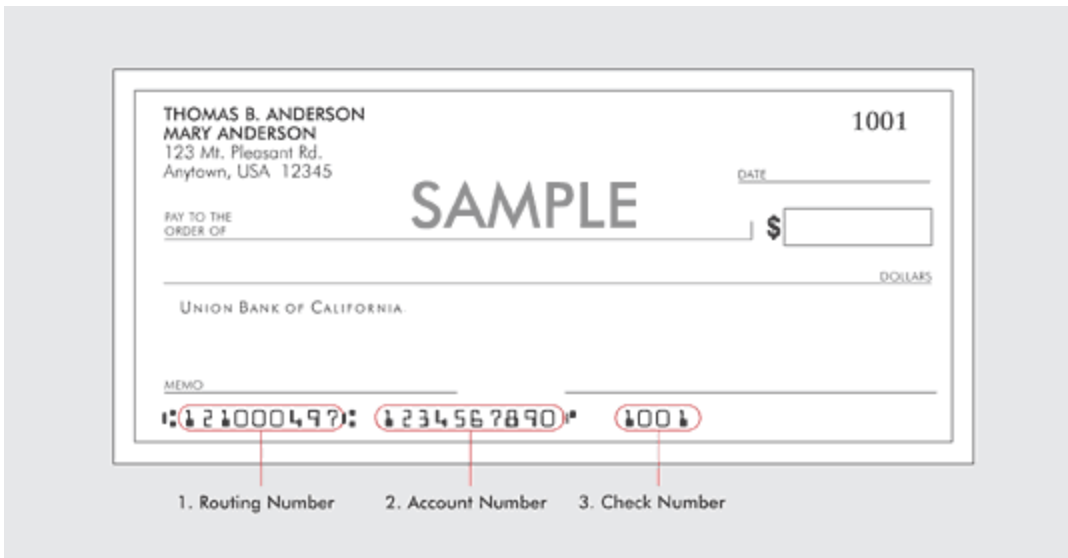 THOMAS B. ANDERSON
MARY ANDERSON
123 Mt. Pleasant Rd.
Anytown, USA 12345
1001
DATE
SAMPLE
PAY TO THE
ORDER OF
$
DOLLARS
UNION BANK OF CALIFORNIA
MEMO
⑆121000497⑆ 1234567890⑈ 1001
1. Routing Number 2. Account Number 3. Check Number